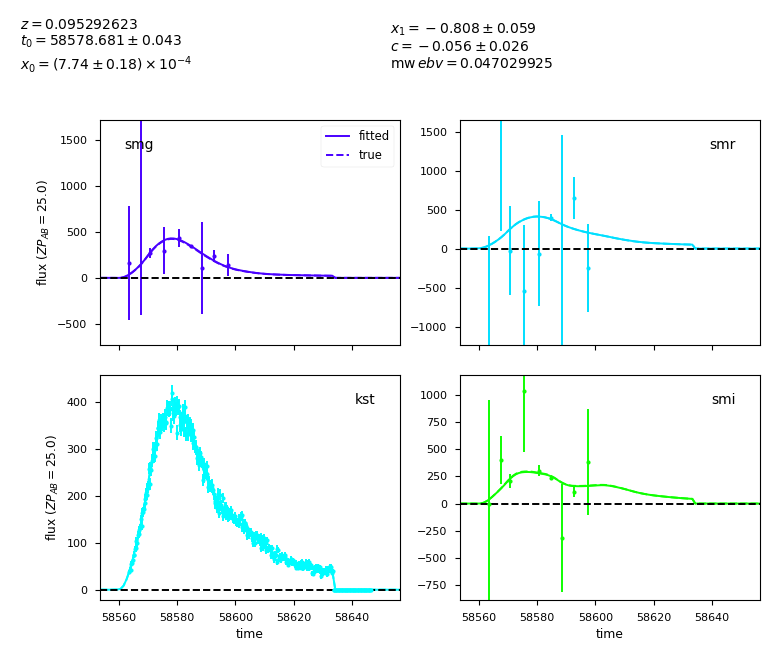 z = 0.095292623
t₀ = 58578.681 ± 0.043
x₀ = (7.74 ± 0.18) × 10⁻⁴
x₁ = −0.808 ± 0.059
c = −0.056 ± 0.026
mw ebv = 0.047029925
smg
fitted
true
1500
1000
500
0
−500
flux (ZP_AB = 25.0)
smr
1500
1000
500
0
−500
−1000
kst
400
300
200
100
0
flux (ZP_AB = 25.0)
58560 58580 58600 58620 58640
time
smi
1000
750
500
250
0
−250
−500
−750
58560 58580 58600 58620 58640
time